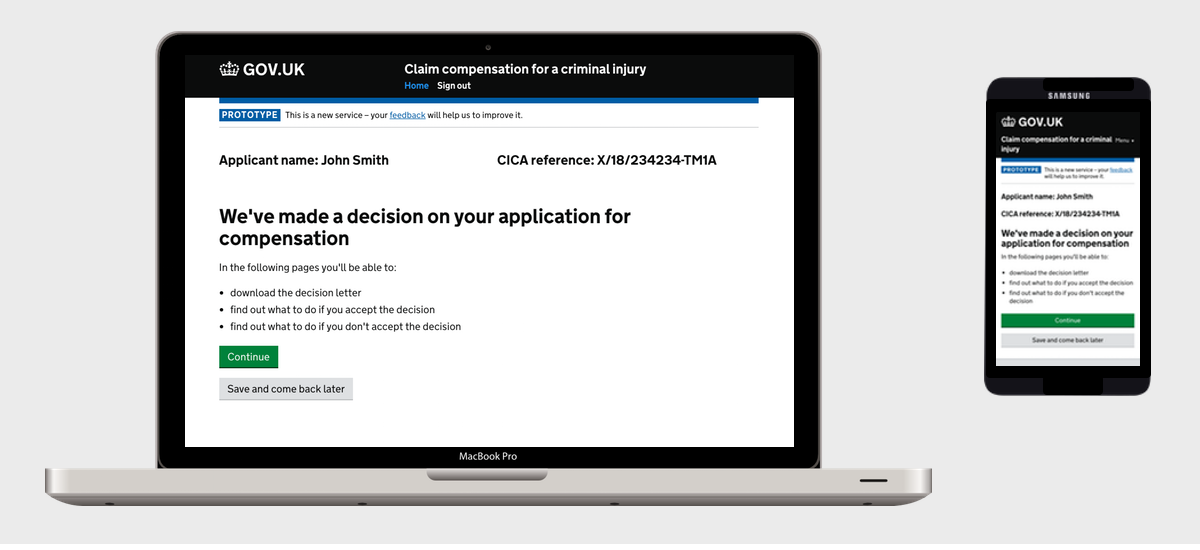 GOV.UK
Claim compensation for a criminal injury
Home Sign out
PROTOTYPE This is a new service – your feedback will help us to improve it.
Applicant name: John Smith
CICA reference: X/18/234234-TM1A
We've made a decision on your application for
compensation
In the following pages you'll be able to:
• download the decision letter
• find out what to do if you accept the decision
• find out what to do if you don't accept the decision
Continue
Save and come back later
MacBook Pro
SAMSUNG
GOV.UK
Claim compensation for a criminal Menu
injury
PROTOTYPE This is a new service – your feedback
will help us to improve it.
Applicant name: John Smith
CICA reference: X/18/234234-TM1A
We've made a decision on your
application for compensation
In the following pages you'll be able to:
• download the decision letter
• find out what to do if you accept the decision
• find out what to do if you don't accept the
decision
Continue
Save and come back later